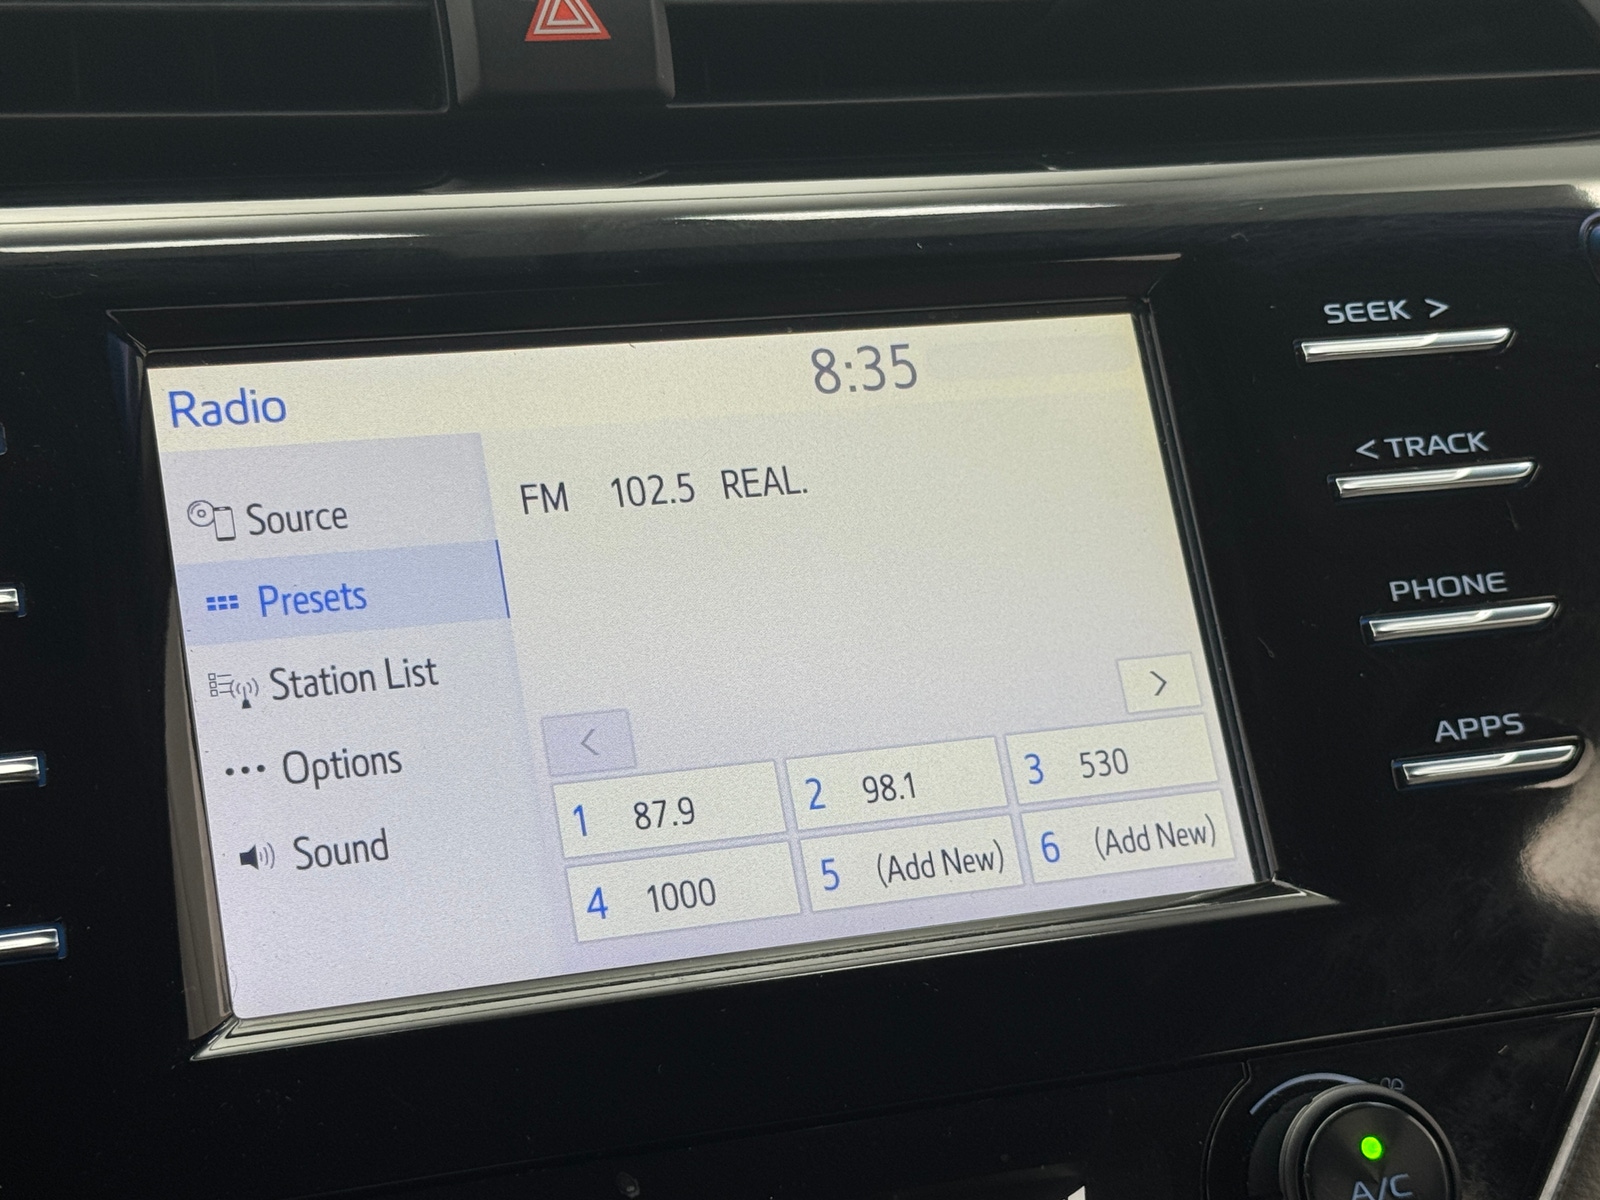 SEEK >
8:35
Radio
< TRACK
FM 102.5 REAL.
Source
Presets
PHONE
Station List
>
<
APPS
Options
1 87.9
2 98.1
3 530
Sound
4 1000
5 (Add New)
6 (Add New)
A/C